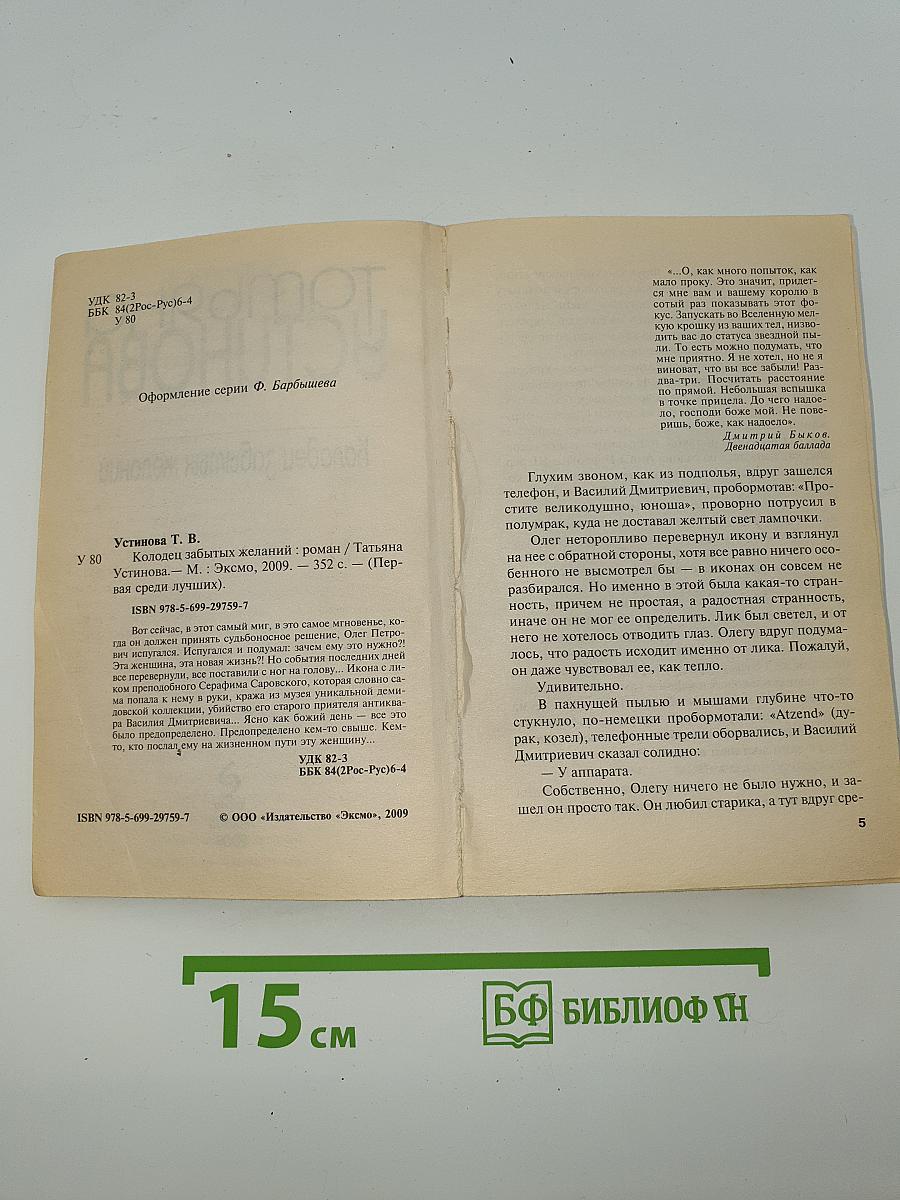 УДК 82-3
ББК 84(2Рос-Рус)6-4
У 80
Оформление серии Ф. Барбышева
Устинова Т. В.
У 80
Колодец забытых желаний : роман / Татьяна
Устинова.— М. : Эксмо, 2009. — 352 с. — (Пер-
вая среди лучших).
ISBN 978-5-699-29759-7
Вот сейчас, в этот самый миг, в это самое мгновенье, ко-
гда он должен принять судьбоносное решение, Олег Петро-
вич испугался. Испугался и подумал: зачем ему это нужно?!
Эта женщина, эта новая жизнь?! Но события последних дней
все перевернули, все поставили с ног на голову... Икона с ли-
ком преподобного Серафима Саровского, которая словно са-
ма попала к нему в руки, кража из музея уникальной деми-
довской коллекции, убийство его старого приятеля антиква-
ра Василия Дмитриевича... Ясно как божий день — все это
было предопределено. Предопределено кем-то свыше. Кем-
то, кто послал ему на жизненном пути эту женщину...
УДК 82-3
ББК 84(2Рос-Рус)6-4
ISBN 978-5-699-29759-7
© ООО «Издательство «Эксмо», 2009
«...О, как много попыток, как
мало проку. Это значит, придет-
ся мне вам и вашему королю в
сотый раз показывать этот фо-
кус. Запускать во Вселенную мел-
кую крошку из ваших тел, низво-
дить вас до статуса звездной пы-
ли. То есть можно подумать, что
мне приятно. Я не хотел, но не я
виноват, что вы все забыли! Раз-
два-три. Посчитать расстояние
по прямой. Небольшая вспышка
в точке прицела. До чего надое-
ло, господи боже мой. Не пове-
ришь, боже, как надоело».
Дмитрий Быков.
Двенадцатая баллада
Глухим звоном, как из подполья, вдруг зашелся
телефон, и Василий Дмитриевич, пробормотав: «Про-
стите великодушно, юноша», проворно потрусил в
полумрак, куда не доставал желтый свет лампочки.
Олег неторопливо перевернул икону и взглянул
на нее с обратной стороны, хотя все равно ничего осо-
бенного не высмотрел бы — в иконах он совсем не
разбирался. Но именно в этой была какая-то стран-
ность, причем не простая, а радостная странность,
иначе он не мог ее определить. Лик был светел, и от
него не хотелось отводить глаз. Олегу вдруг подума-
лось, что радость исходит именно от лика. Пожалуй,
он даже чувствовал ее, как тепло.
Удивительно.
В пахнущей пылью и мышами глубине что-то
стукнуло, по-немецки пробормотали: «Atzend» (ду-
рак, козел), телефонные трели оборвались, и Василий
Дмитриевич сказал солидно:
— У аппарата.
Собственно, Олегу ничего не было нужно, и за-
шел он просто так. Он любил старика, а тут вдруг сре-
5
15 см
БФ БИБЛИОФ